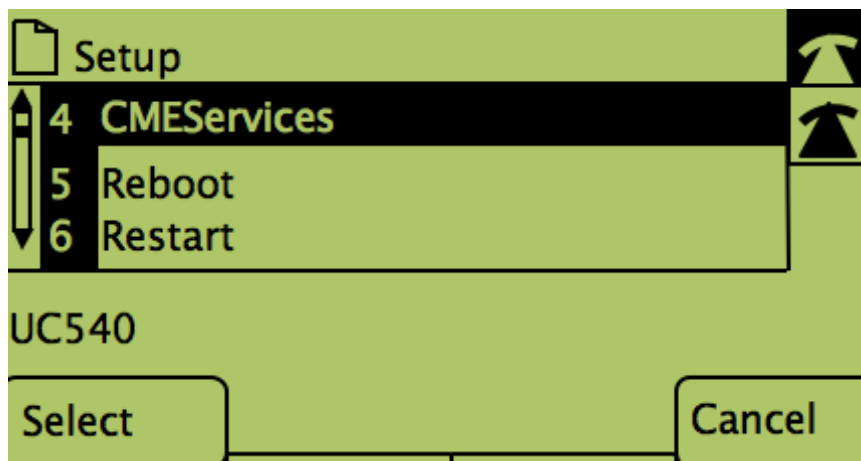 Setup
4 CMEServices
5 Reboot
6 Restart
UC540
Select Cancel